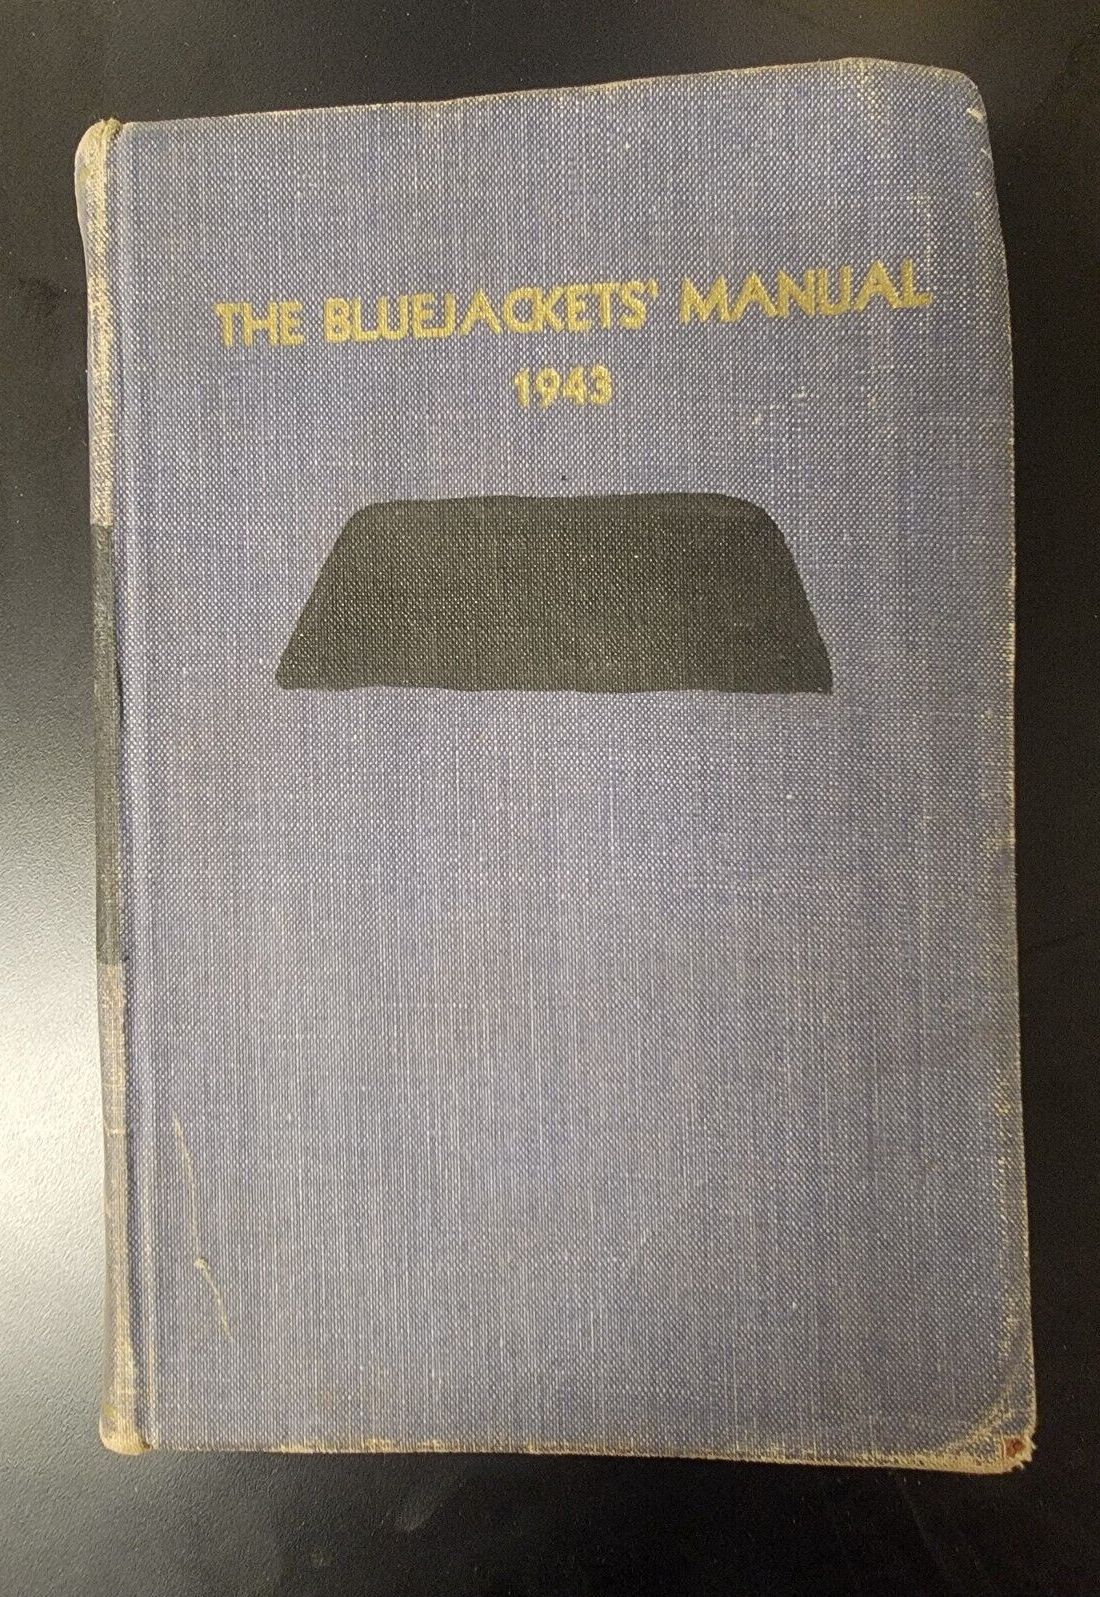 THE BLUEJACKETS' MANUAL
1943